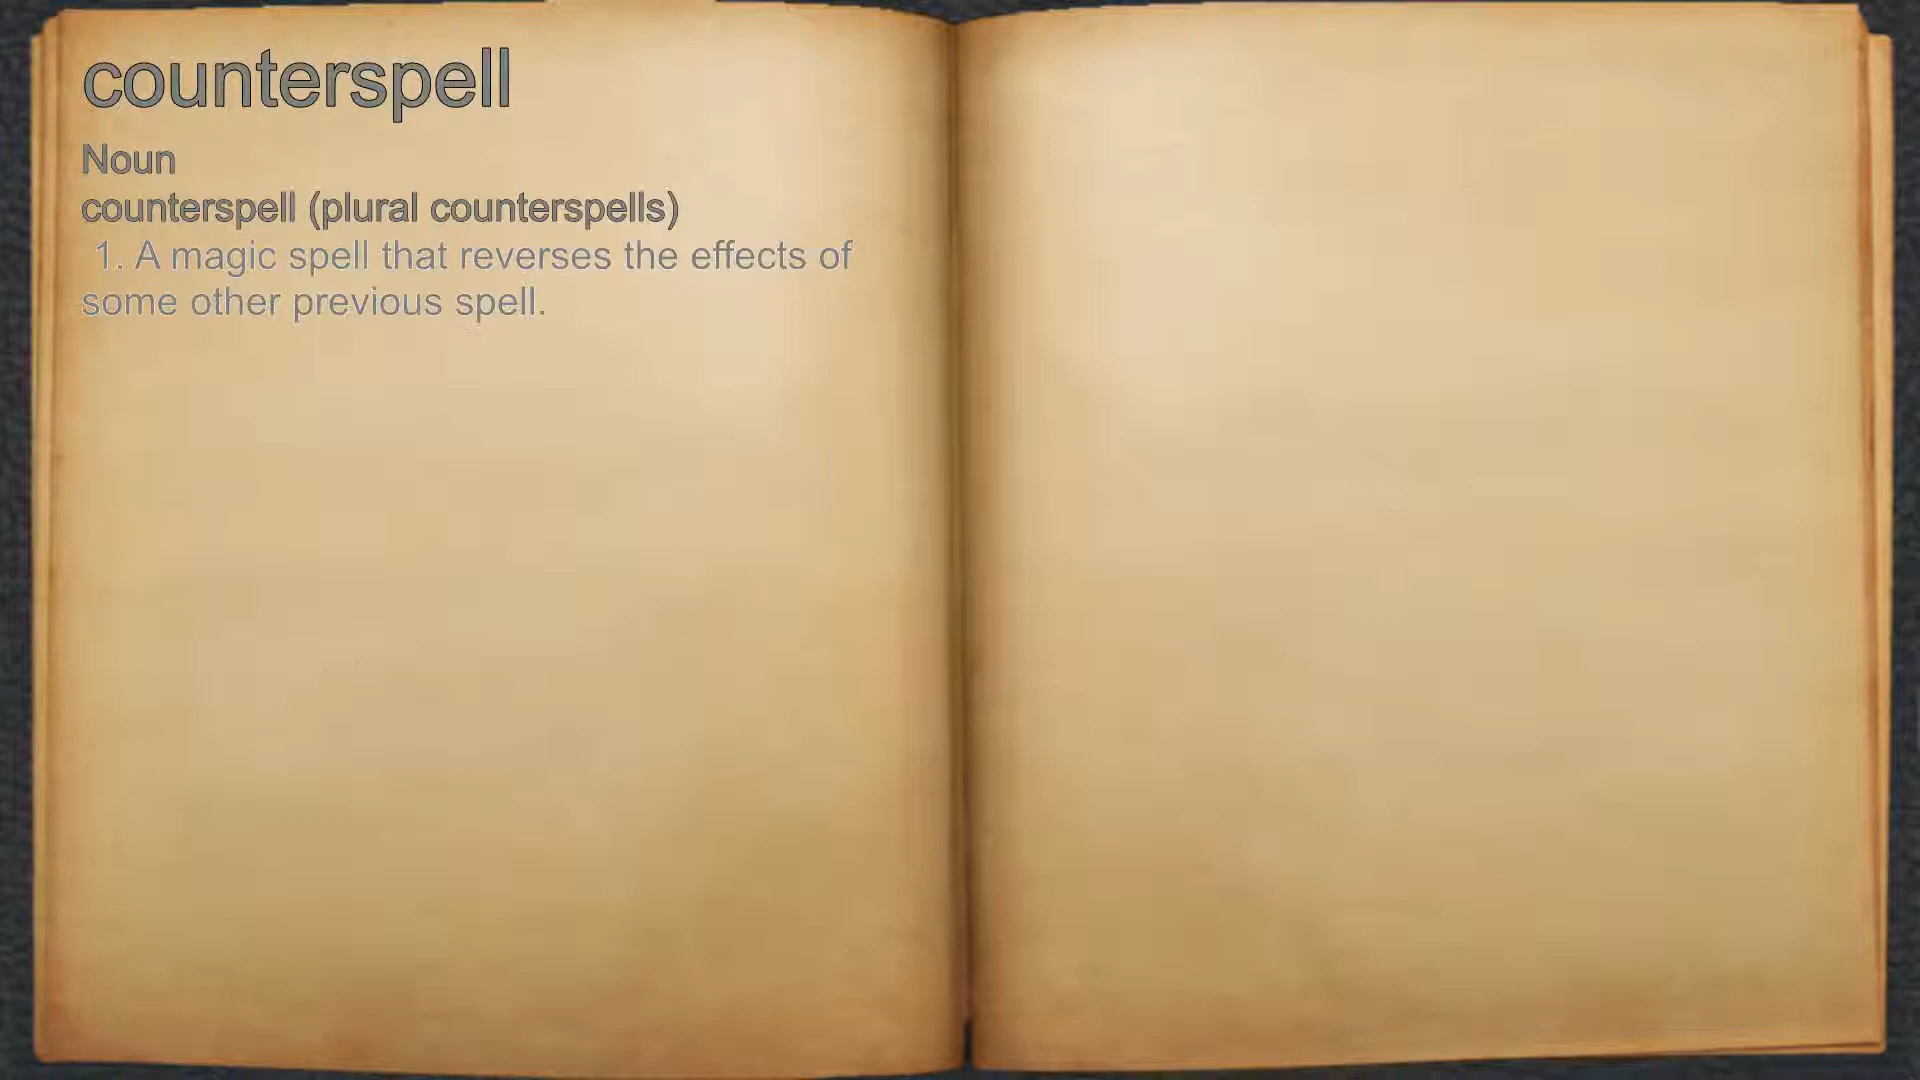 counterspell
Noun
counterspell (plural counterspells)
1. A magic spell that reverses the effects of
some other previous spell.